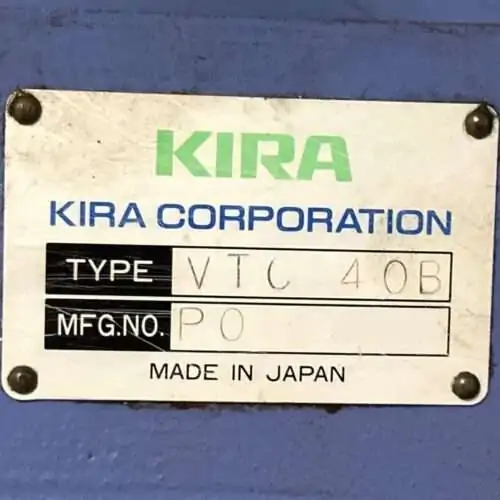 KIRA
KIRA CORPORATION
TYPE VTC 40B
MFG.NO. PO
MADE IN JAPAN